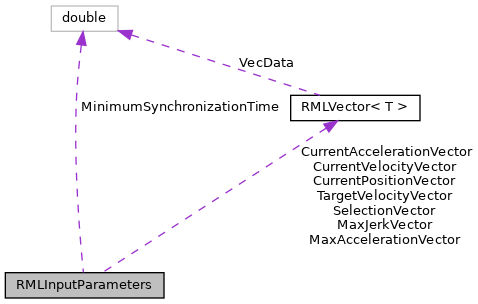 double
VecData
MinimumSynchronizationTime
RMLVector< T >
CurrentAccelerationVector
CurrentVelocityVector
CurrentPositionVector
TargetVelocityVector
SelectionVector
MaxJerkVector
MaxAccelerationVector
RMLInputParameters